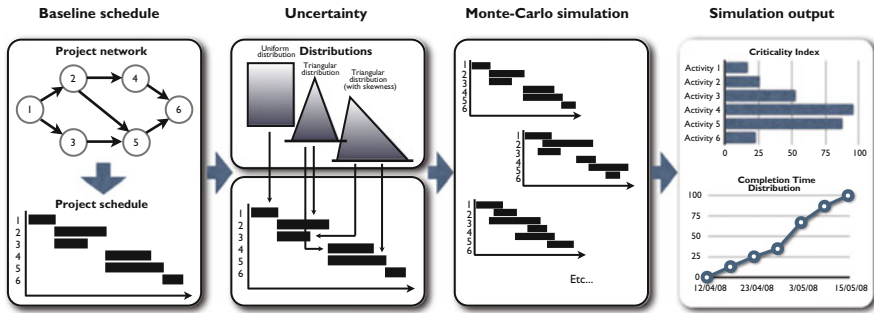 Baseline schedule
Project network
1
2
4
3
5
6
Project schedule
1
2
3
4
5
6
Uncertainty
Distributions
Uniform
distribution
Triangular
distribution
Triangular
distribution
(with skewness)
1
2
3
4
5
6
Monte-Carlo simulation
1
2
3
4
5
6
1
2
3
4
5
6
1
2
3
4
5
6
Etc...
Simulation output
Criticality Index
Activity 1
Activity 2
Activity 3
Activity 4
Activity 5
Activity 6
0 25 50 75 100
Completion Time
Distribution
100
75
50
25
0
12/04/08 23/04/08 3/05/08 15/05/08